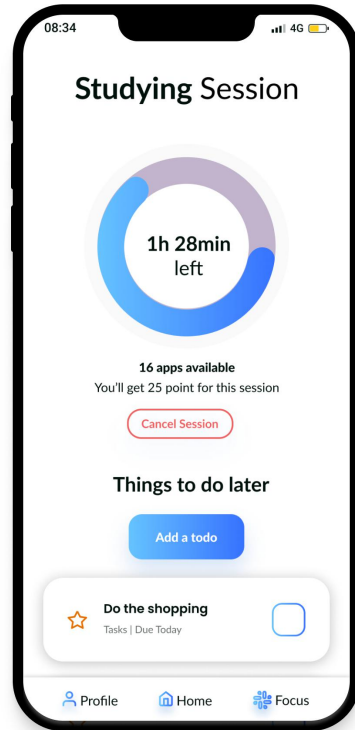 08:34 4G
Studying Session
1h 28min
left
16 apps available
You'll get 25 point for this session
Cancel Session
Things to do later
Add a todo
Do the shopping
Tasks | Due Today
Profile Home Focus